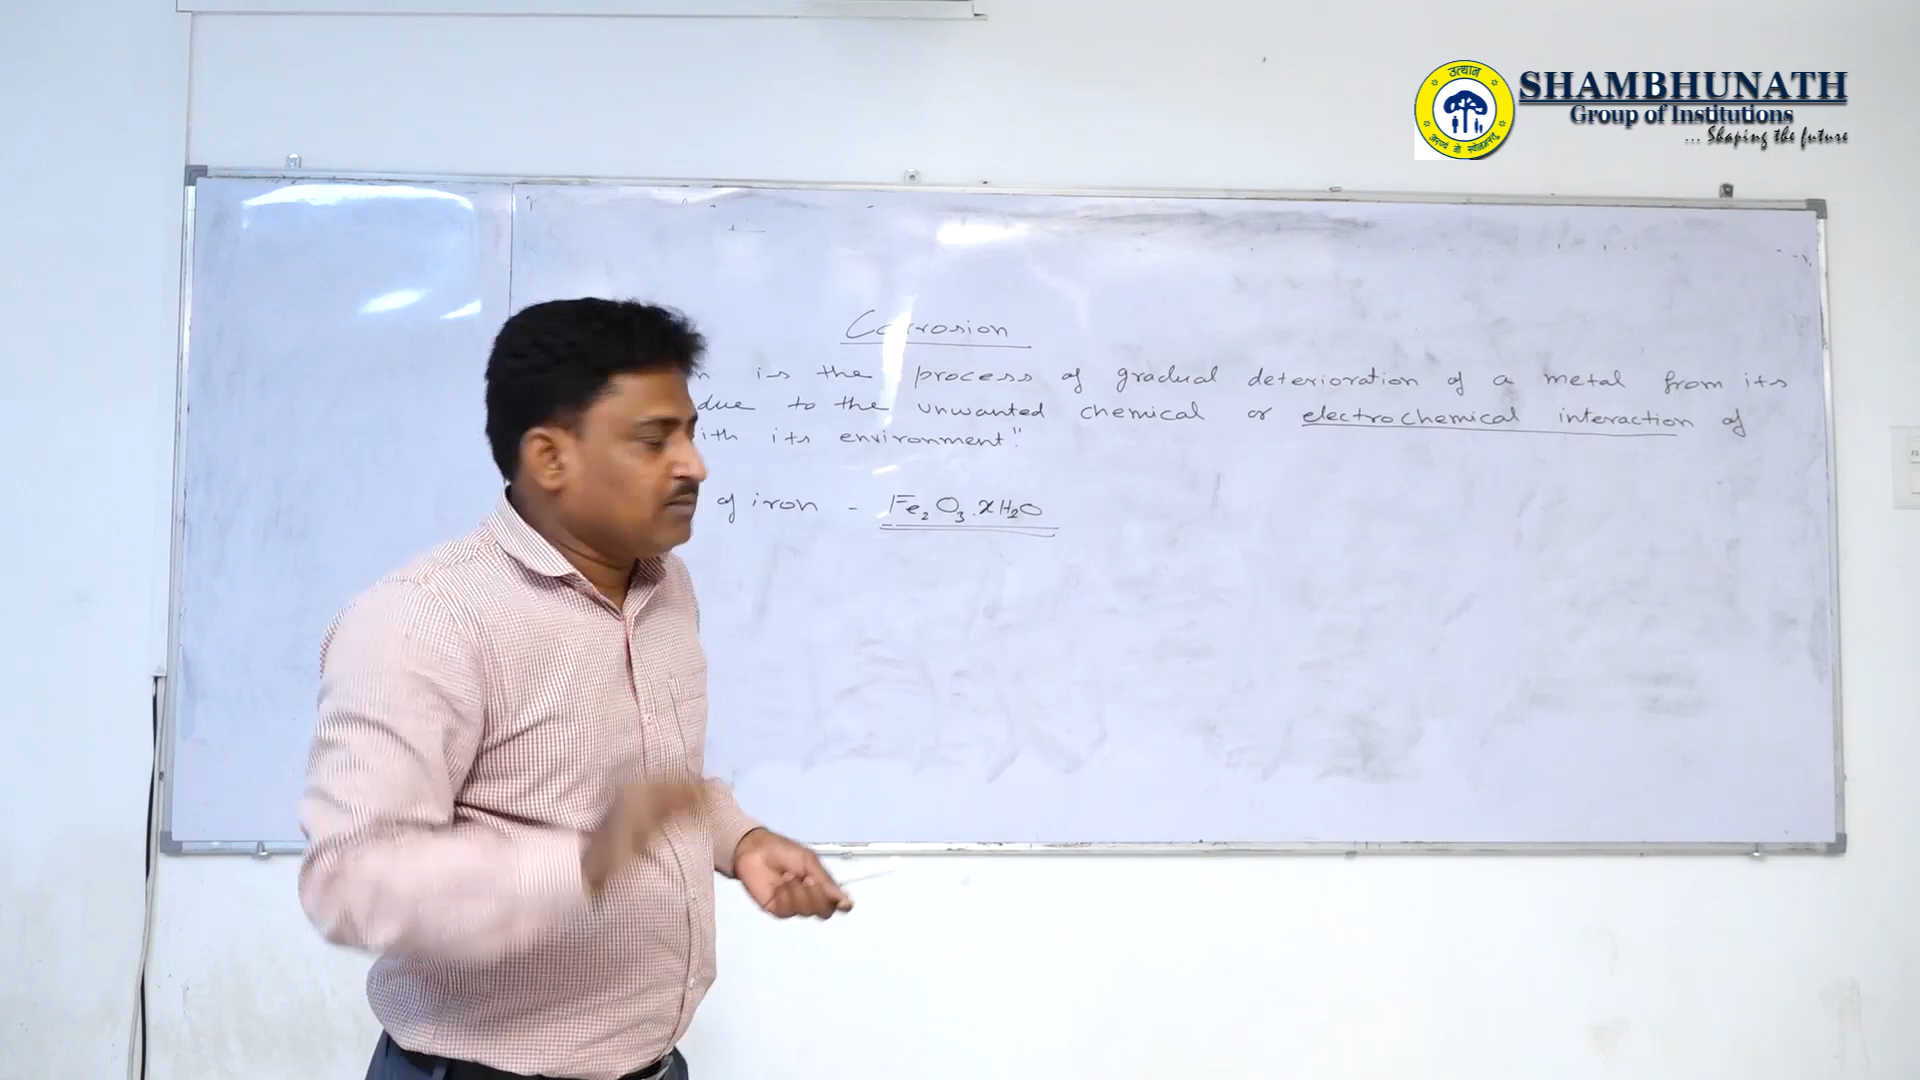 उत्थान
SHAMBHUNATH
Group of Institutions
... Shaping the future
Corrosion
is the process of gradual deterioration of a metal from its
due to the unwanted chemical or electrochemical interaction of
with its environment".
of iron - Fe₂O₃.xH₂O